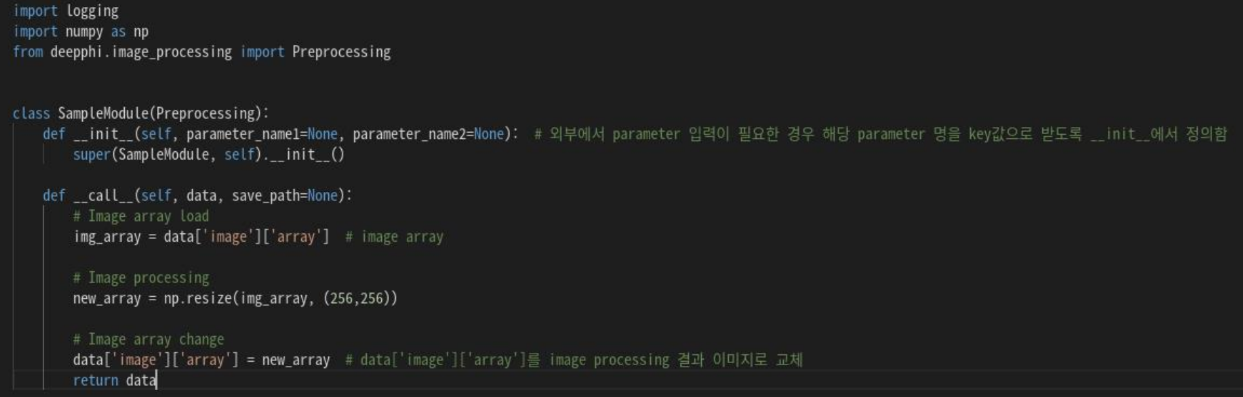 import logging
import numpy as np
from deepphi.image_processing import Preprocessing
class SampleModule(Preprocessing):
def __init__(self, parameter_name1=None, parameter_name2=None):  # 외부에서 parameter 입력이 필요한 경우 해당 parameter 명을 key값으로 받도록 __init__에서 정의함
super(SampleModule, self).__init__()
def __call__(self, data, save_path=None):
# Image array load
img_array = data['image']['array']  # image array
# Image processing
new_array = np.resize(img_array, (256,256))
# Image array change
data['image']['array'] = new_array  # data['image']['array']를 image processing 결과 이미지로 교체
return data